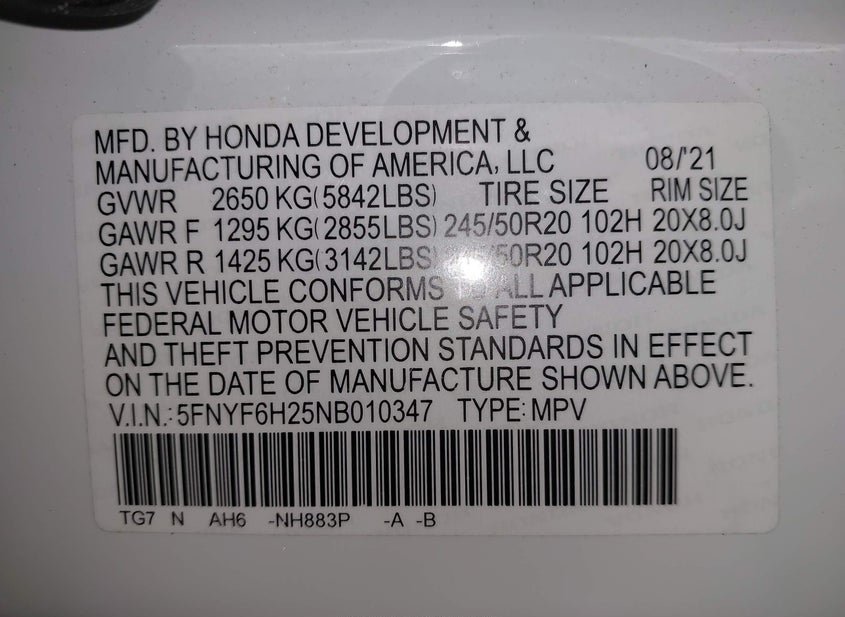 MFD. BY HONDA DEVELOPMENT &
MANUFACTURING OF AMERICA, LLC 08/'21
GVWR 2650 KG(5842LBS) TIRE SIZE RIM SIZE
GAWR F 1295 KG(2855LBS) 245/50R20 102H 20X8.0J
GAWR R 1425 KG(3142LBS) /50R20 102H 20X8.0J
THIS VEHICLE CONFORMS TO ALL APPLICABLE
FEDERAL MOTOR VEHICLE SAFETY
AND THEFT PREVENTION STANDARDS IN EFFECT
ON THE DATE OF MANUFACTURE SHOWN ABOVE.
V.I.N.: 5FNYF6H25NB010347 TYPE: MPV
TG7 N AH6 -NH883P -A -B